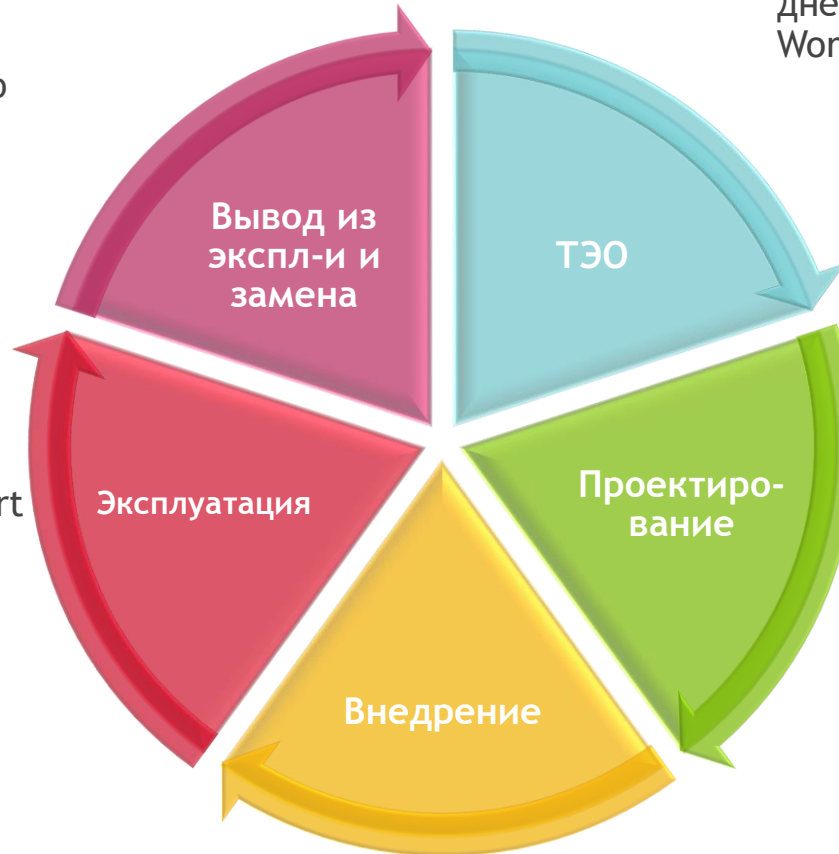 Вывод из
экспл-и и
замена
ТЭО
Эксплуатация
Проектиро-
вание
Внедрение